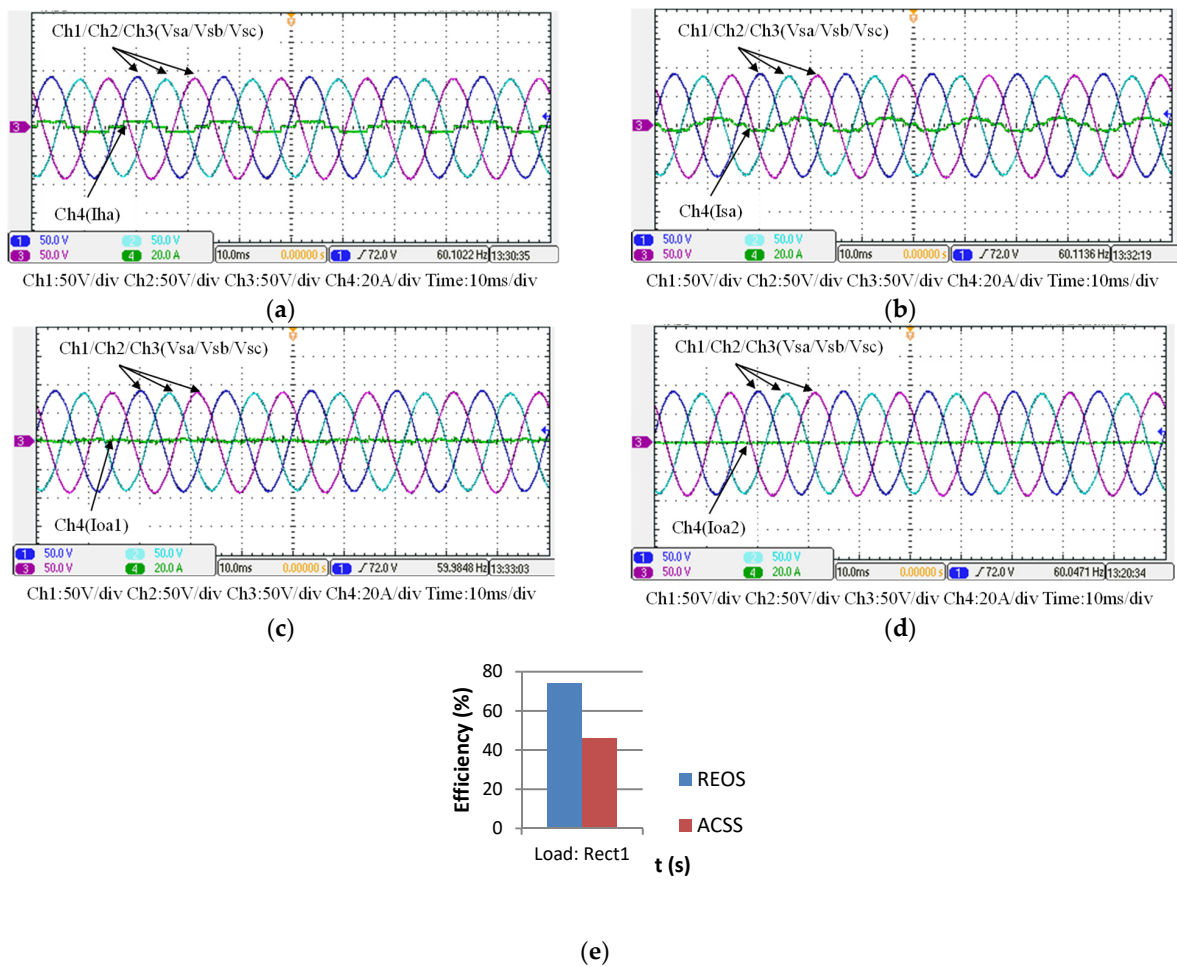 Ch1/Ch2/Ch3(Vsa/Vsb/Vsc)
3
Ch4(Iha)
1 50.0 V 2 50.0 V
3 50.0 V 4 20.0 A
10.0ms 0.00000 s 1 72.0 V 60.1022 Hz 13:30:35
Ch1:50V/div Ch2:50V/div Ch3:50V/div Ch4:20A/div Time:10ms/div
(a)
Ch1/Ch2/Ch3(Vsa/Vsb/Vsc)
3
Ch4(Isa)
1 50.0 V 2 50.0 V
3 50.0 V 4 20.0 A
10.0ms 0.00000 s 1 72.0 V 60.1136 Hz 13:32:19
Ch1:50V/div Ch2:50V/div Ch3:50V/div Ch4:20A/div Time:10ms/div
(b)
Ch1/Ch2/Ch3(Vsa/Vsb/Vsc)
3
Ch4(Ioa1)
1 50.0 V 2 50.0 V
3 50.0 V 4 20.0 A
10.0ms 0.00000 s 1 72.0 V 59.9848 Hz 13:33:03
Ch1:50V/div Ch2:50V/div Ch3:50V/div Ch4:20A/div Time:10ms/div
(c)
Ch1/Ch2/Ch3(Vsa/Vsb/Vsc)
3
Ch4(Ioa2)
1 50.0 V 2 50.0 V
3 50.0 V 4 20.0 A
10.0ms 0.00000 s 1 72.0 V 60.0471 Hz 13:20:34
Ch1:50V/div Ch2:50V/div Ch3:50V/div Ch4:20A/div Time:10ms/div
(d)
Efficiency (%)
80
60
40
20
0
Load: Rect1
t (s)
REOS
ACSS
(e)